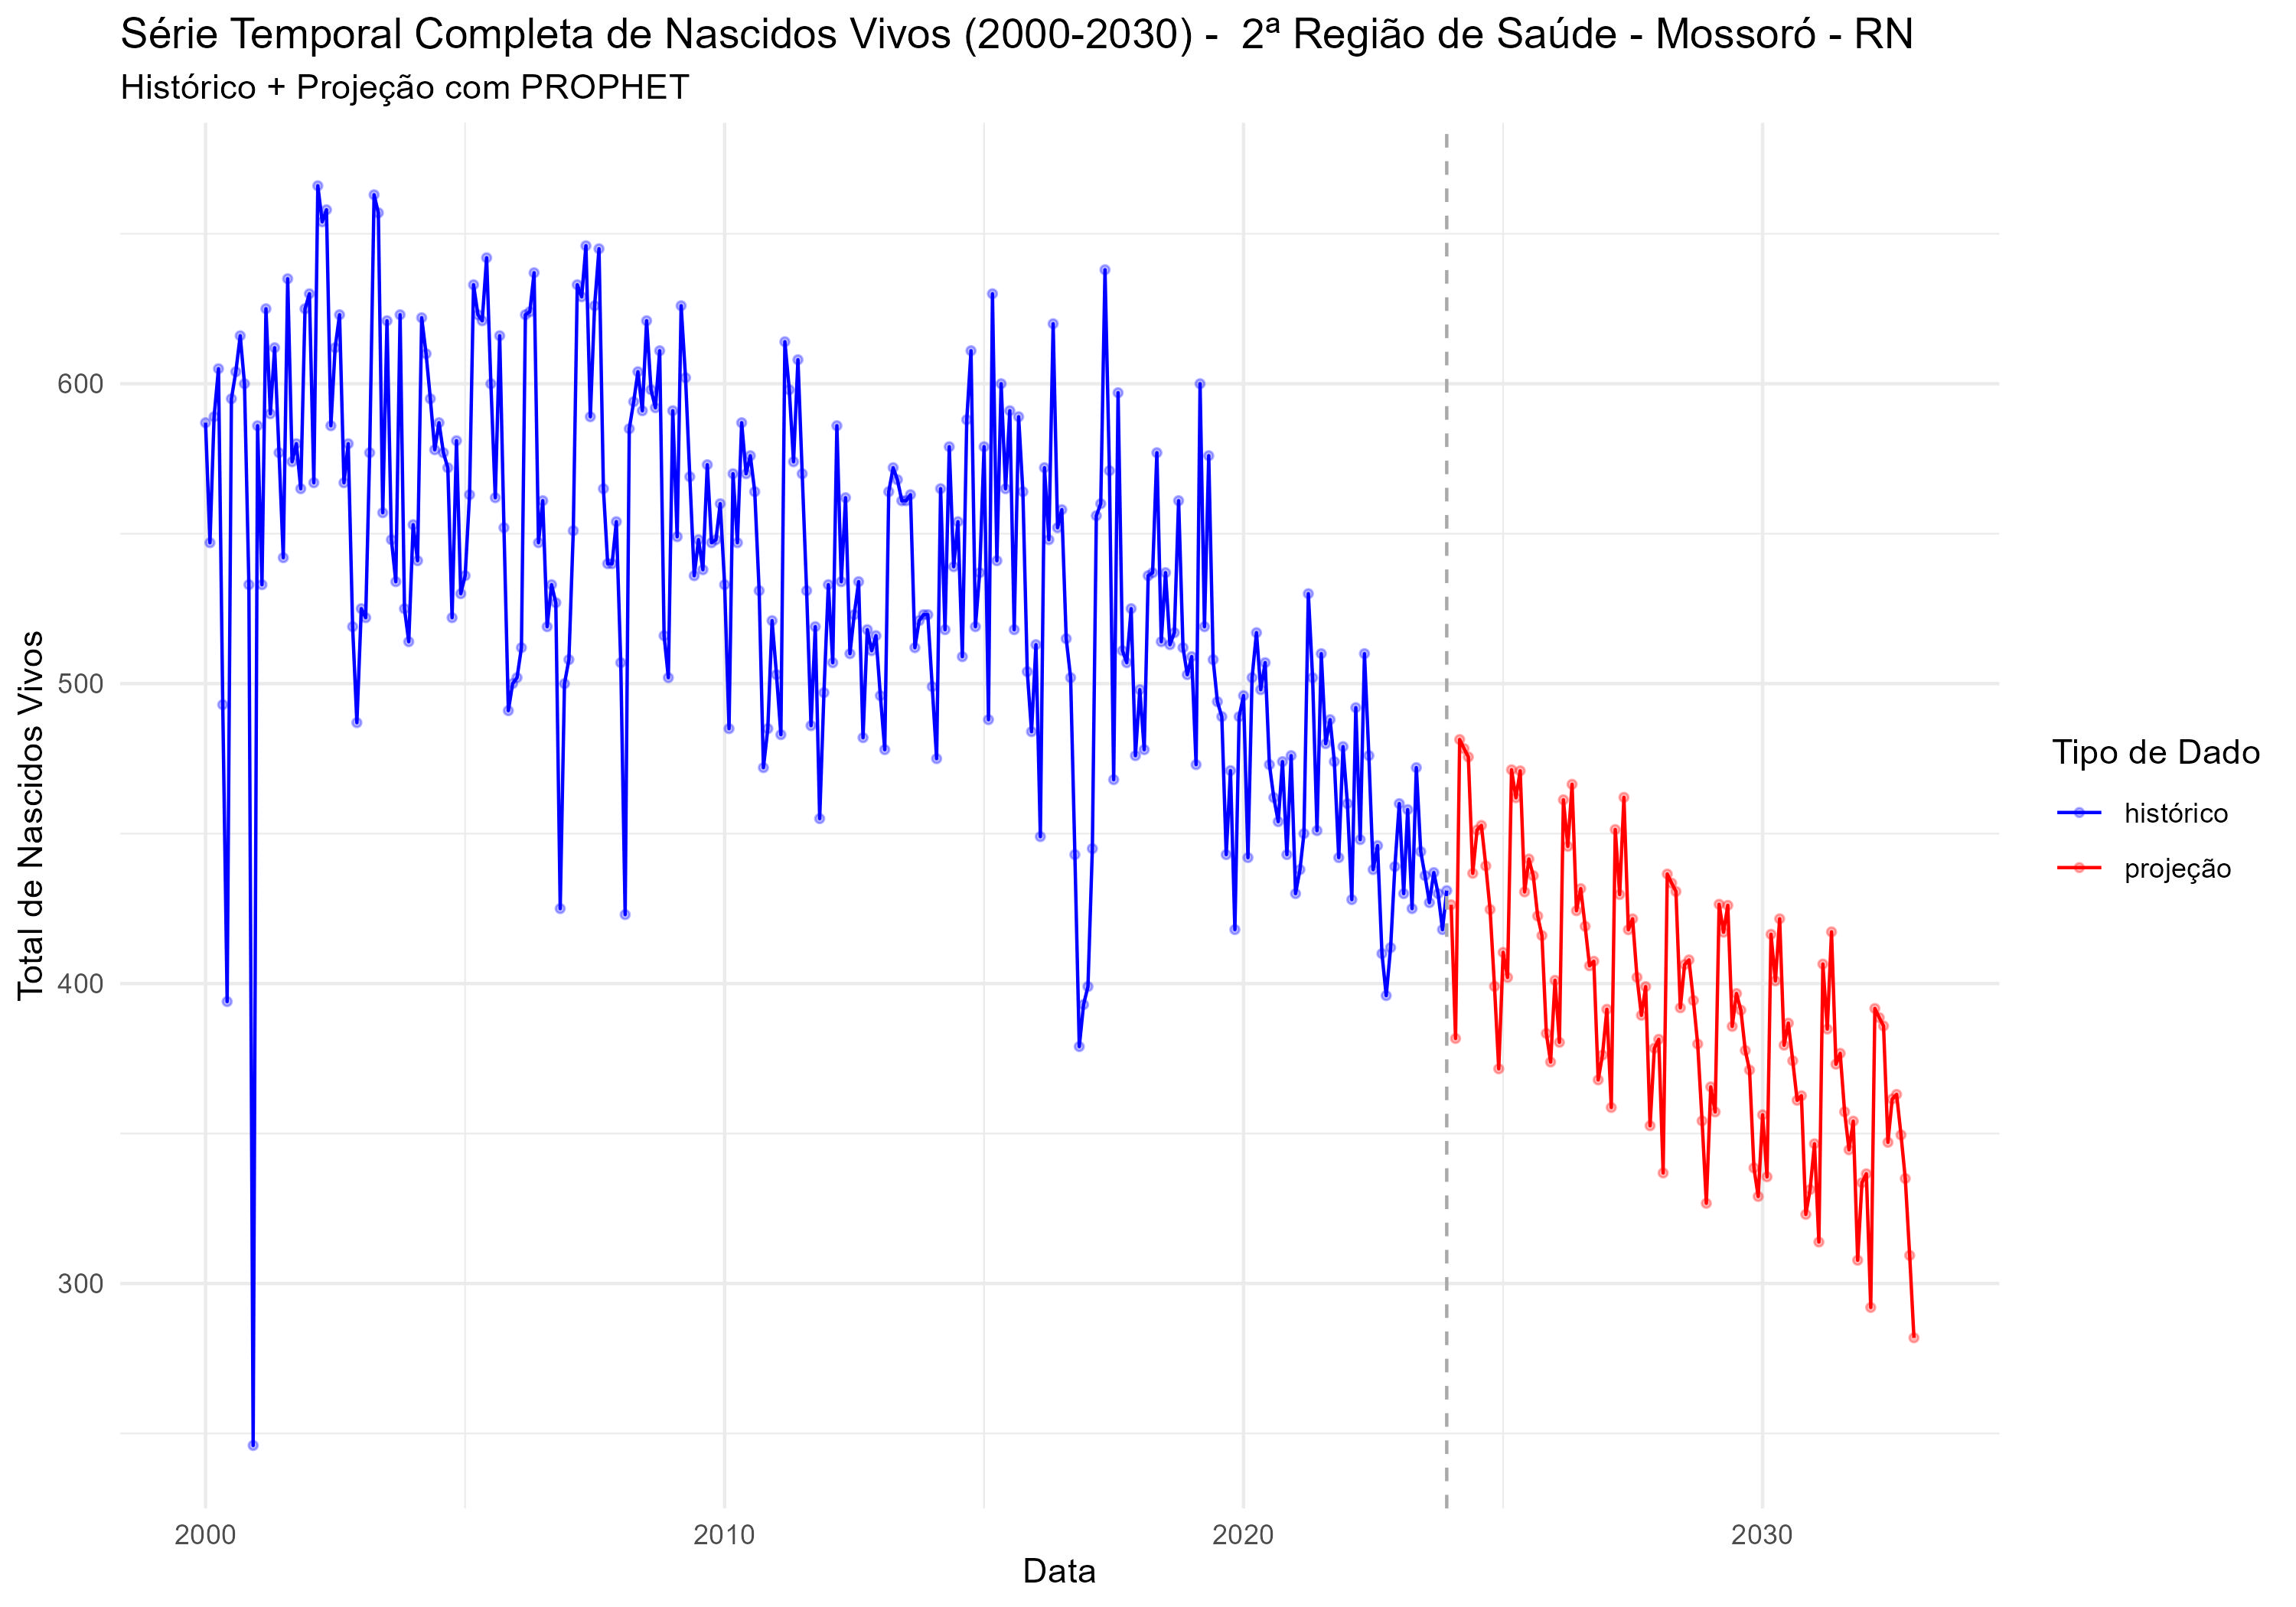 Série Temporal Completa de Nascidos Vivos (2000-2030) -  2ª Região de Saúde - Mossoró - RN
Histórico + Projeção com PROPHET
Total de Nascidos Vivos
600
500
400
300
2000
2010
2020
2030
Data
Tipo de Dado
histórico
projeção